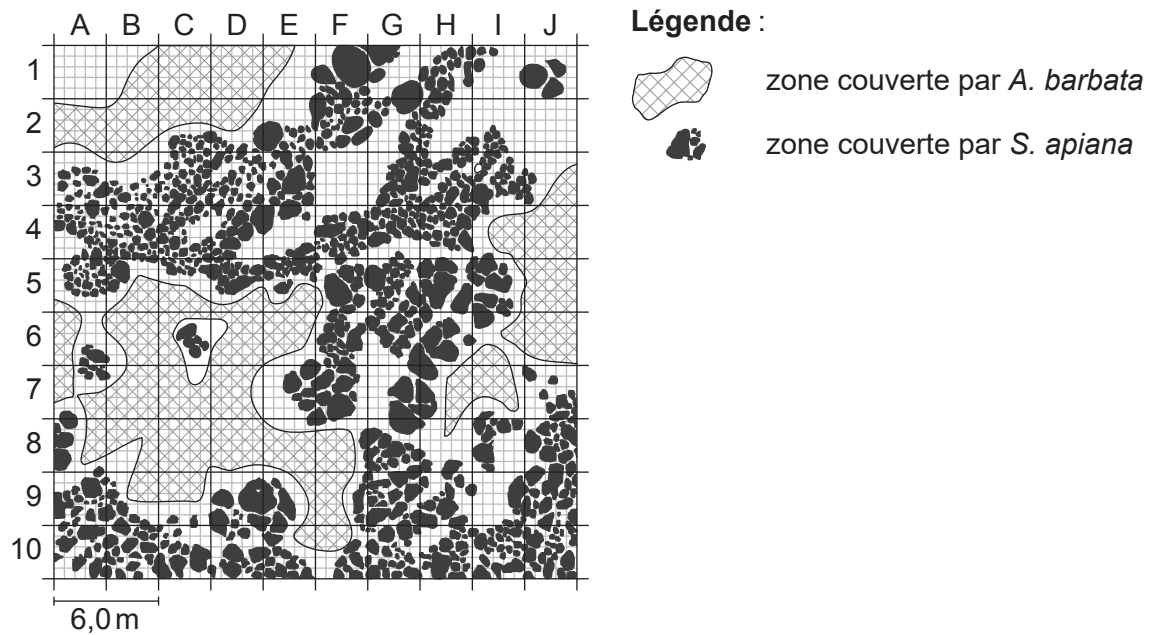 A B C D E F G H I J
1
2
3
4
5
6
7
8
9
10
6,0 m
Légende :
zone couverte par A. barbata
zone couverte par S. apiana